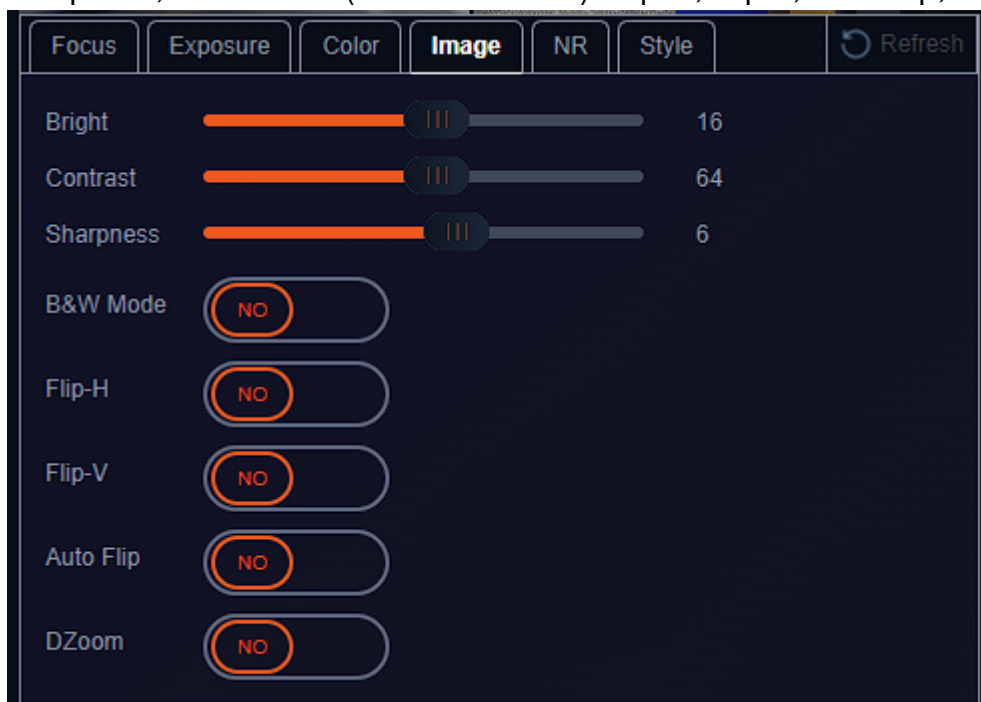 Focus Exposure Color Image NR Style Refresh
Bright 16
Contrast 64
Sharpness 6
B&W Mode NO
Flip-H NO
Flip-V NO
Auto Flip NO
DZoom NO